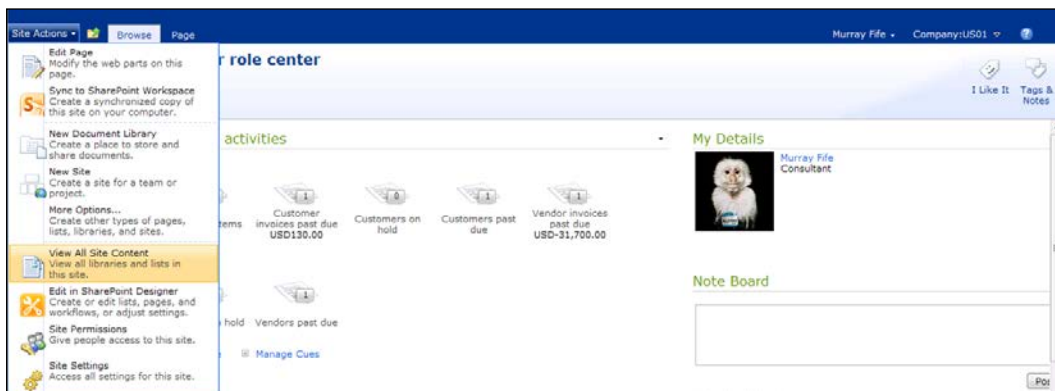 Site Actions
Browse
Page
Murray Fife
Company:US01
Edit Page
Modify the web parts on this
page.
Sync to SharePoint Workspace
Create a synchronized copy of
this site on your computer.
New Document Library
Create a place to store and
share documents.
New Site
Create a site for a team or
project.
More Options...
Create other types of pages,
lists, libraries, and sites.
View All Site Content
View all libraries and lists in
this site.
Edit in SharePoint Designer
Create or edit lists, pages, and
workflows, or adjust settings.
Site Permissions
Give people access to this site.
Site Settings
Access all settings for this site.
r role center
I Like It
Tags &
Notes
activities
tems
1
Customer
invoices past due
USD130.00
0
Customers on
hold
1
Customers past
due
1
Vendor invoices
past due
USD-31,700.00
hold
1
Vendors past due
Manage Cues
My Details
Murray Fife
Consultant
Note Board